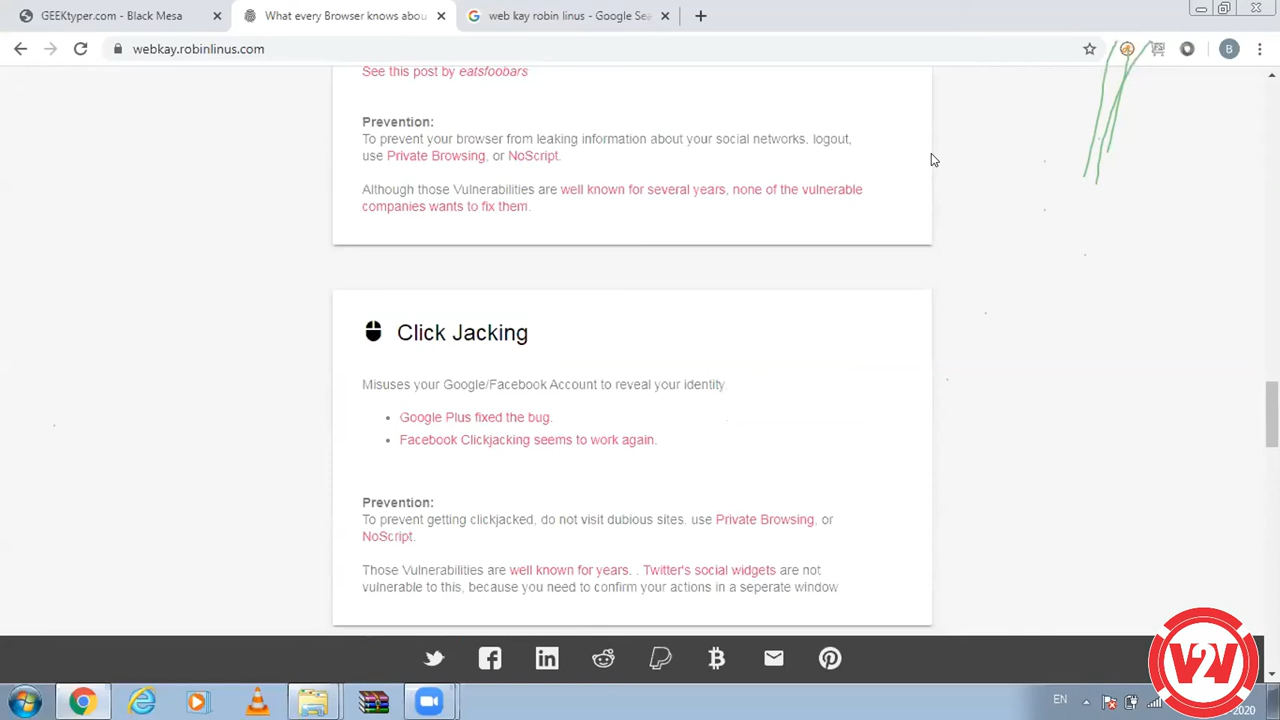 GEEKtyper.com - Black Mesa
What every Browser knows abou
web kay robin linus - Google Sea
webkay.robinlinus.com
B
See this post by eatsfoobars
Prevention:
To prevent your browser from leaking information about your social networks. logout,
use Private Browsing, or NoScript.
Although those Vulnerabilities are well known for several years, none of the vulnerable
companies wants to fix them.
Click Jacking
Misuses your Google/Facebook Account to reveal your identity
• Google Plus fixed the bug.
• Facebook Clickjacking seems to work again.
Prevention:
To prevent getting clickjacked, do not visit dubious sites. use Private Browsing, or
NoScript.
Those Vulnerabilities are well known for years. . Twitter's social widgets are not
vulnerable to this, because you need to confirm your actions in a seperate window
EN
V2V
2020